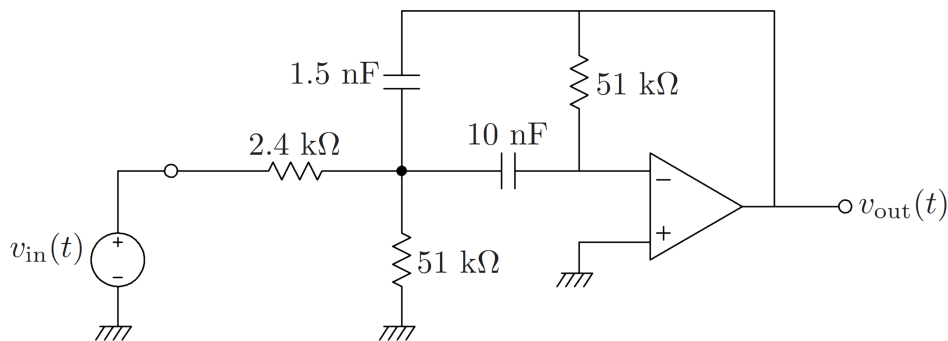 1.5 nF
51 kΩ
2.4 kΩ
10 nF
v_in(t)
+
−
51 kΩ
−
+
v_out(t)